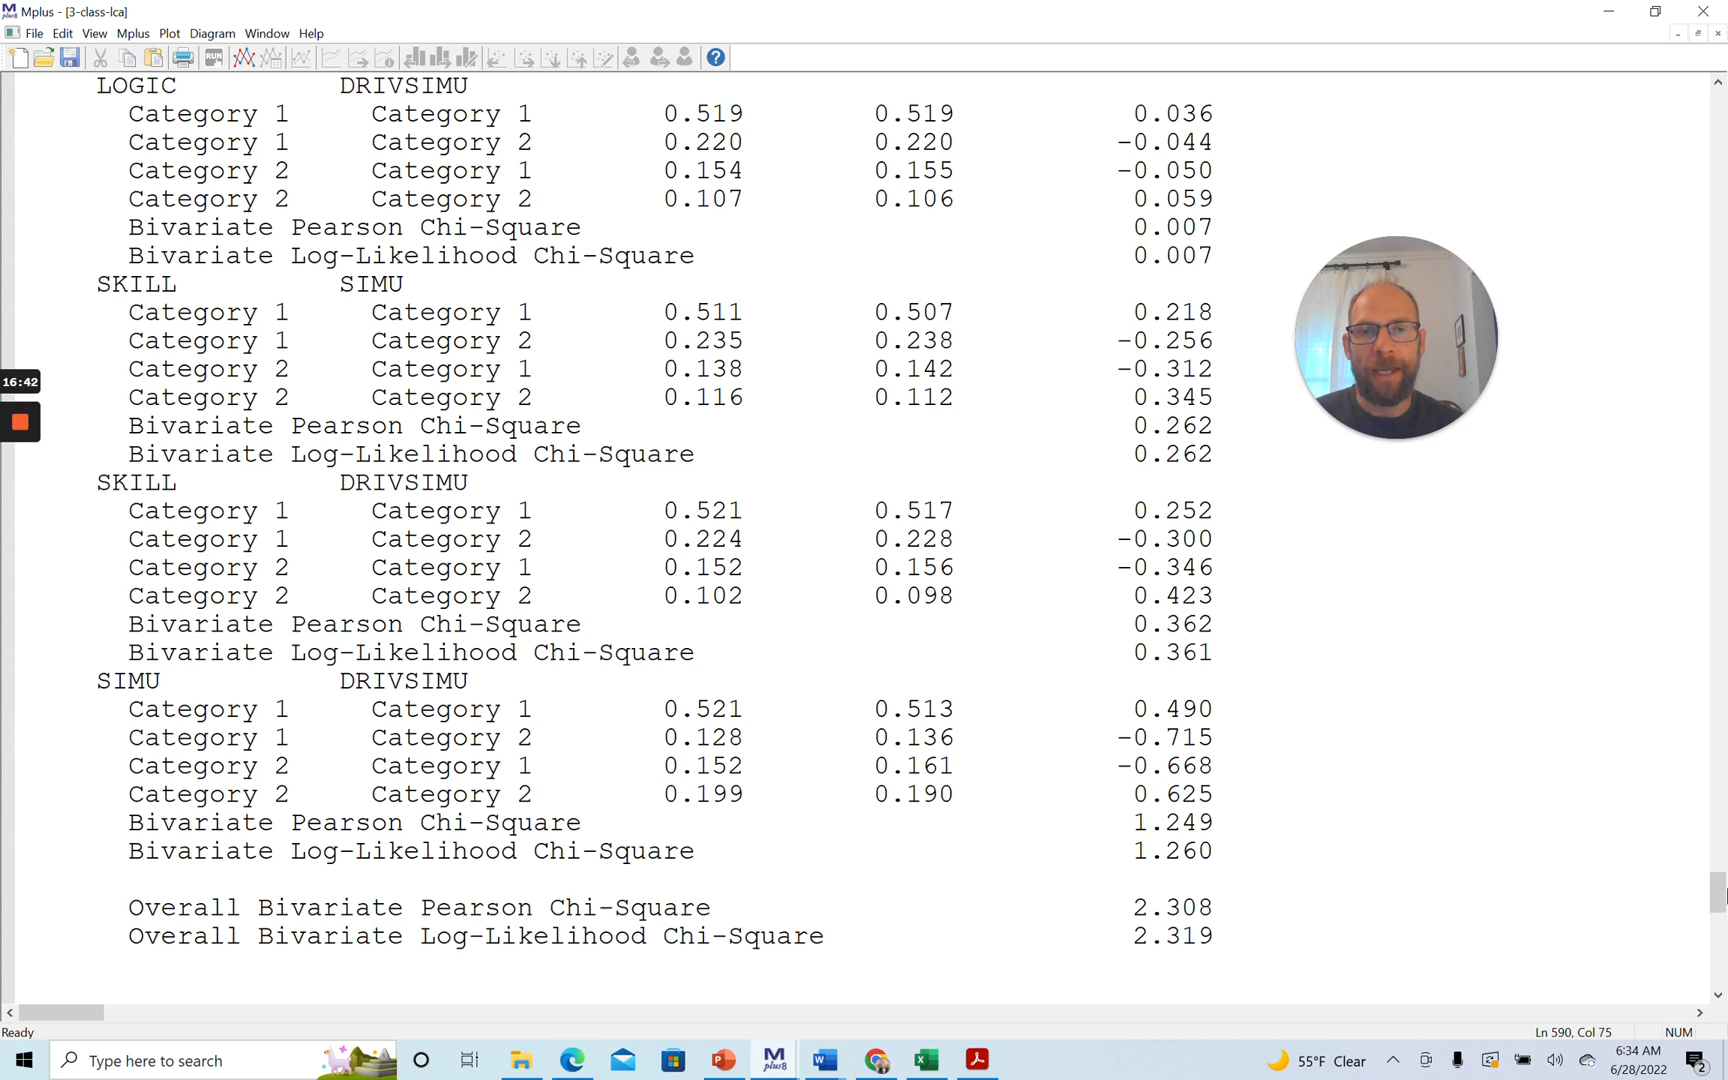 Mplus - [3-class-lca]
File Edit View Mplus Plot Diagram Window Help
LOGIC DRIVSIMU
Category 1 Category 1 0.519 0.519 0.036
Category 1 Category 2 0.220 0.220 -0.044
Category 2 Category 1 0.154 0.155 -0.050
Category 2 Category 2 0.107 0.106 0.059
Bivariate Pearson Chi-Square 0.007
Bivariate Log-Likelihood Chi-Square 0.007
SKILL SIMU
Category 1 Category 1 0.511 0.507 0.218
Category 1 Category 2 0.235 0.238 -0.256
Category 2 Category 1 0.138 0.142 -0.312
Category 2 Category 2 0.116 0.112 0.345
Bivariate Pearson Chi-Square 0.262
Bivariate Log-Likelihood Chi-Square 0.262
SKILL DRIVSIMU
Category 1 Category 1 0.521 0.517 0.252
Category 1 Category 2 0.224 0.228 -0.300
Category 2 Category 1 0.152 0.156 -0.346
Category 2 Category 2 0.102 0.098 0.423
Bivariate Pearson Chi-Square 0.362
Bivariate Log-Likelihood Chi-Square 0.361
SIMU DRIVSIMU
Category 1 Category 1 0.521 0.513 0.490
Category 1 Category 2 0.128 0.136 -0.715
Category 2 Category 1 0.152 0.161 -0.668
Category 2 Category 2 0.199 0.190 0.625
Bivariate Pearson Chi-Square 1.249
Bivariate Log-Likelihood Chi-Square 1.260
Overall Bivariate Pearson Chi-Square 2.308
Overall Bivariate Log-Likelihood Chi-Square 2.319
16:42
Ready Ln 590, Col 75 NUM
Type here to search
55°F Clear
6:34 AM
6/28/2022
2